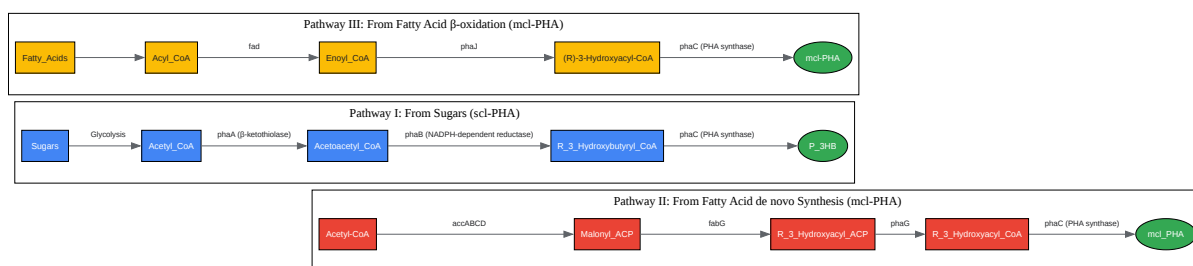 Pathway III: From Fatty Acid β-oxidation (mcl-PHA)
fad
phaJ
phaC (PHA synthase)
Fatty_Acids
Acyl_CoA
Enoyl_CoA
(R)-3-Hydroxyacyl-CoA
mcl-PHA
Pathway I: From Sugars (scl-PHA)
Glycolysis
phaA (β-ketothiolase)
phaB (NADPH-dependent reductase)
phaC (PHA synthase)
Sugars
Acetyl_CoA
Acetoacetyl_CoA
R_3_Hydroxybutyryl_CoA
P_3HB
Pathway II: From Fatty Acid de novo Synthesis (mcl-PHA)
accABCD
fabG
phaG
phaC (PHA synthase)
Acetyl-CoA
Malonyl_ACP
R_3_Hydroxyacyl_ACP
R_3_Hydroxyacyl_CoA
mcl_PHA